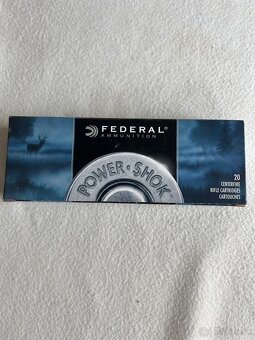 FEDERAL
AMMUNITION
POWER·SHOK
20
CENTERFIRE
RIFLE CARTRIDGES
CARTOUCHES